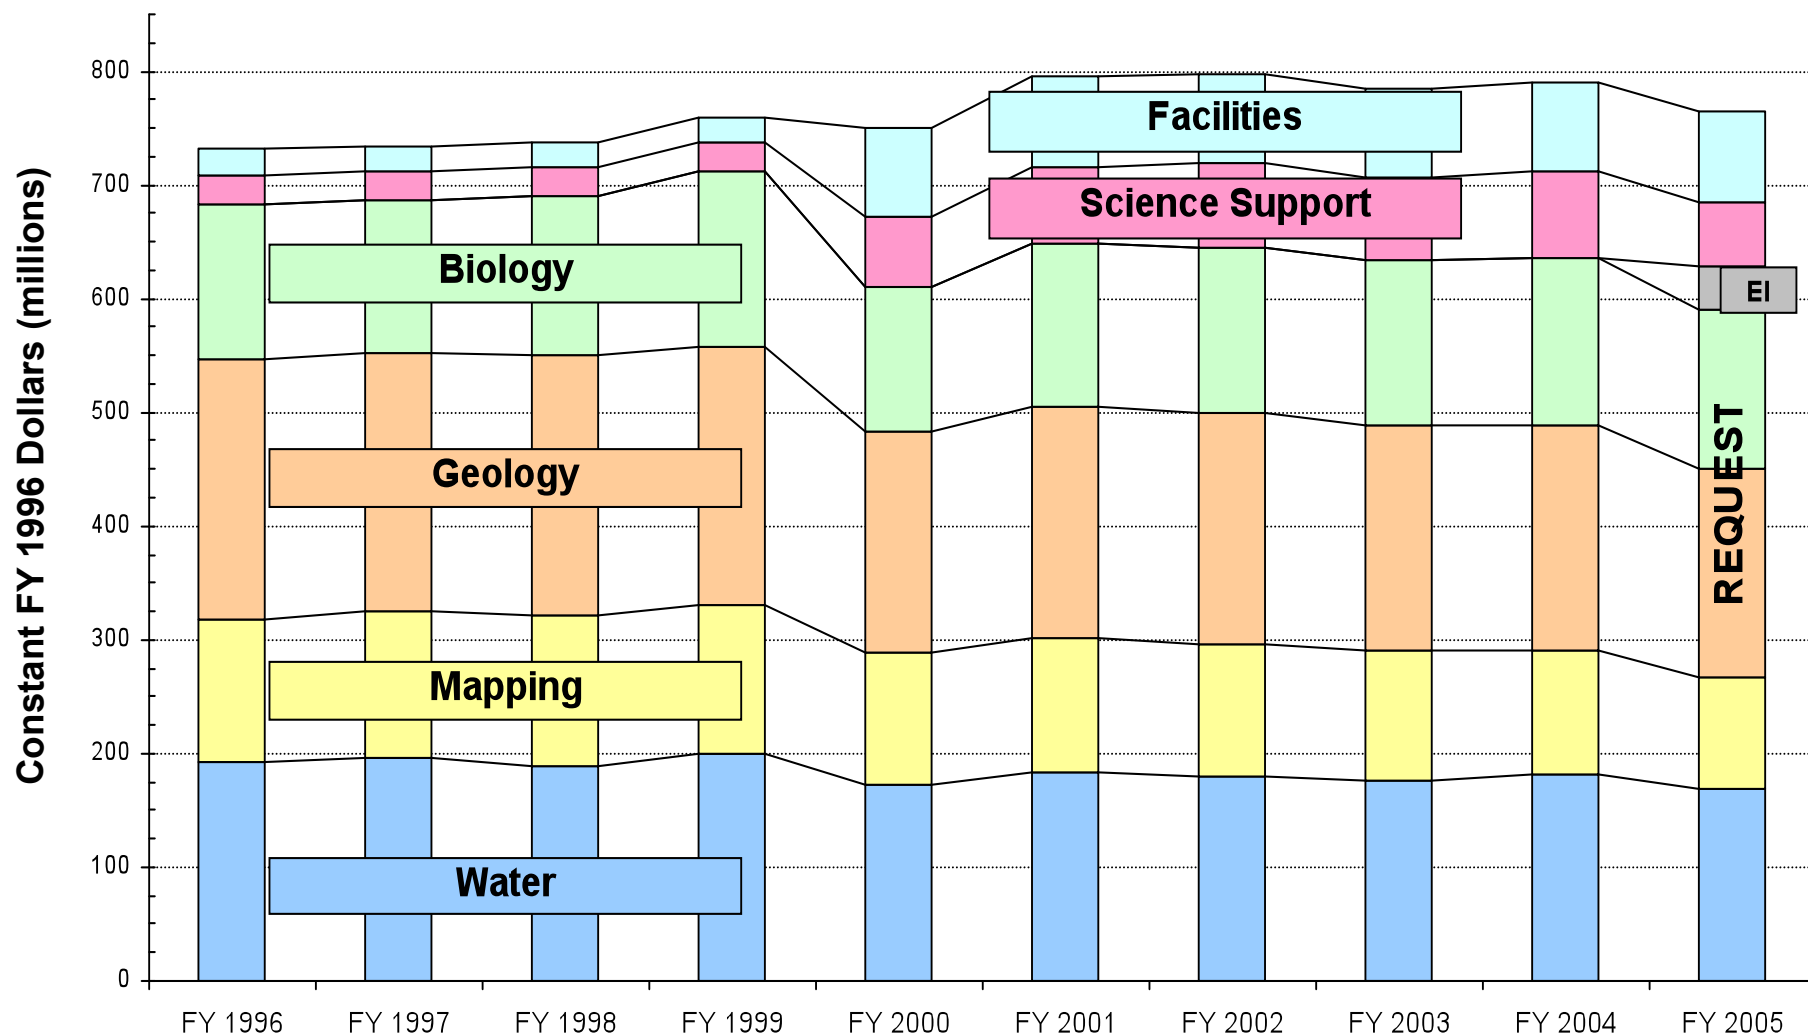 Constant FY 1996 Dollars (millions)
800
700
600
500
400
300
200
100
0
Facilities
Science Support
Biology
EI
Geology
REQUEST
Mapping
Water
FY 1996
FY 1997
FY 1998
FY 1999
FY 2000
FY 2001
FY 2002
FY 2003
FY 2004
FY 2005